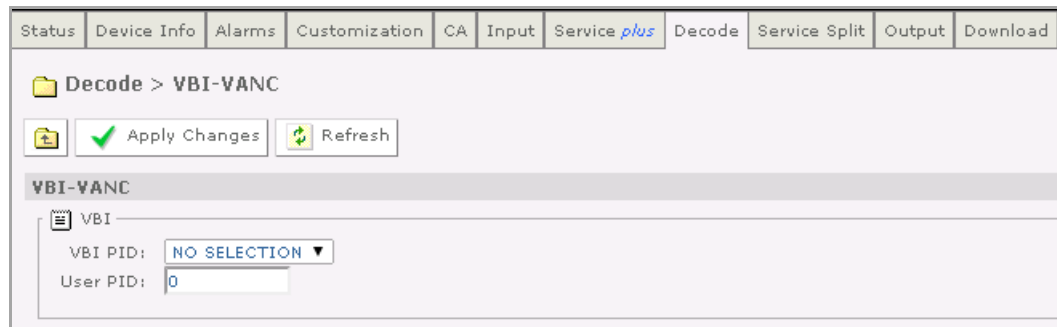 Status Device Info Alarms Customization CA Input Service plus Decode Service Split Output Download
Decode > VBI-VANC
Apply Changes Refresh
VBI-VANC
VBI
VBI PID: NO SELECTION
User PID: 0